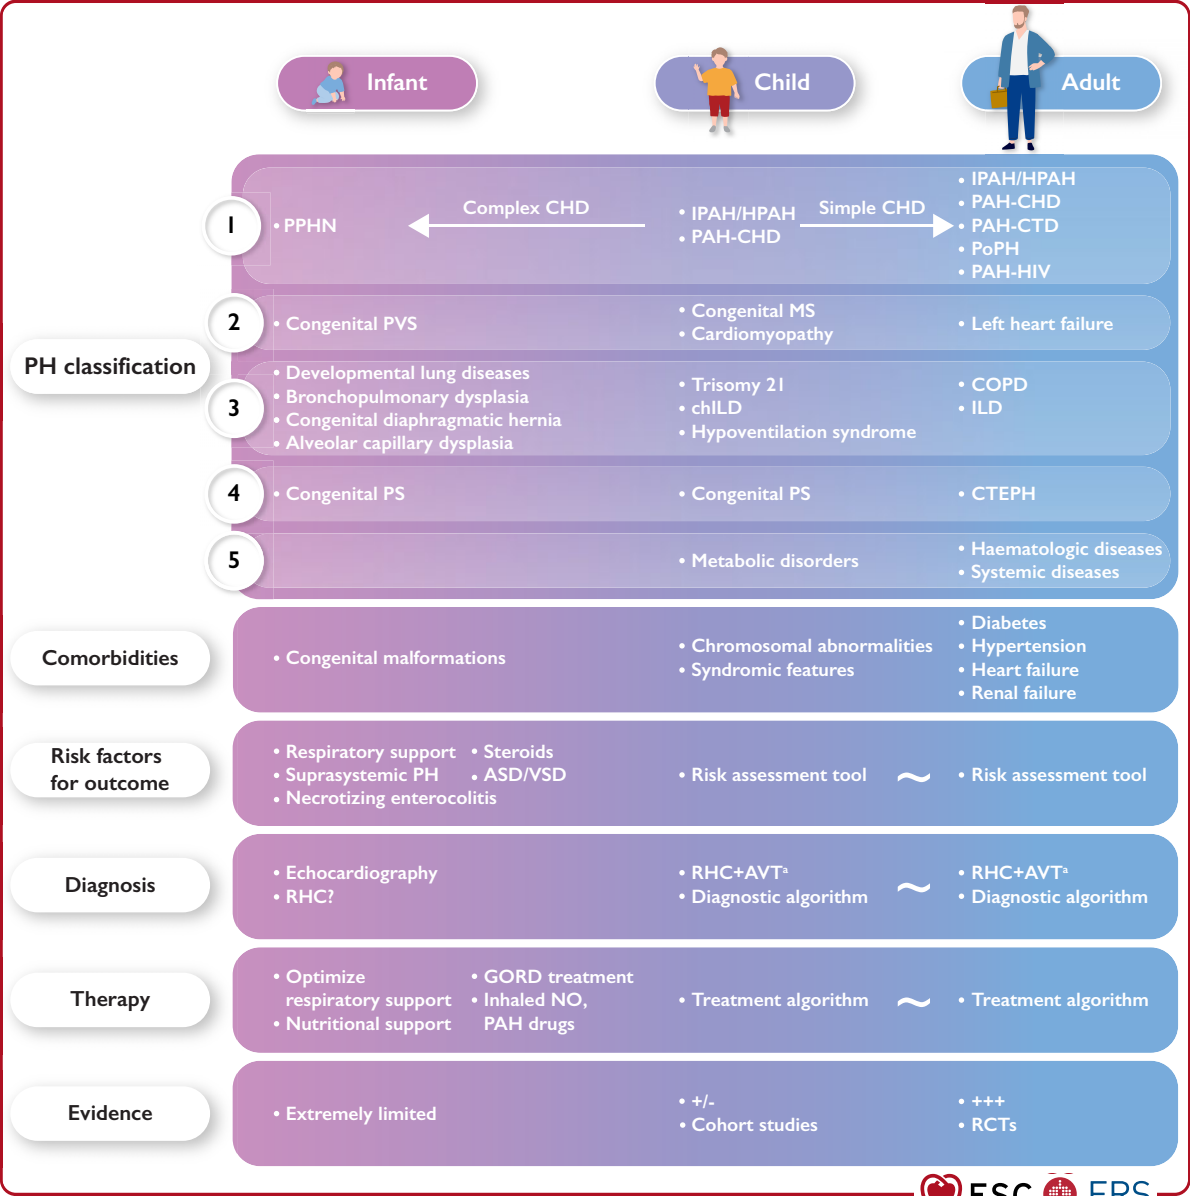 Infant
Child
Adult
PH classification
1
• PPHN
Complex CHD
• IPAH/HPAH
• PAH-CHD
Simple CHD
• IPAH/HPAH
• PAH-CHD
• PAH-CTD
• PoPH
• PAH-HIV
2
• Congenital PVS
• Congenital MS
• Cardiomyopathy
• Left heart failure
3
• Developmental lung diseases
• Bronchopulmonary dysplasia
• Congenital diaphragmatic hernia
• Alveolar capillary dysplasia
• Trisomy 21
• chILD
• Hypoventilation syndrome
• COPD
• ILD
4
• Congenital PS
• Congenital PS
• CTEPH
5
• Metabolic disorders
• Haematologic diseases
• Systemic diseases
Comorbidities
• Congenital malformations
• Chromosomal abnormalities
• Syndromic features
• Diabetes
• Hypertension
• Heart failure
• Renal failure
Risk factors
for outcome
• Respiratory support
• Suprasystemic PH
• Necrotizing enterocolitis
• Steroids
• ASD/VSD
• Risk assessment tool
~
• Risk assessment tool
Diagnosis
• Echocardiography
• RHC?
• RHC+AVTᵃ
• Diagnostic algorithm
~
• RHC+AVTᵃ
• Diagnostic algorithm
Therapy
• Optimize
respiratory support
• Nutritional support
• GORD treatment
• Inhaled NO,
PAH drugs
• Treatment algorithm
~
• Treatment algorithm
Evidence
• Extremely limited
• +/-
• Cohort studies
• +++
• RCTs
ESC
ERS